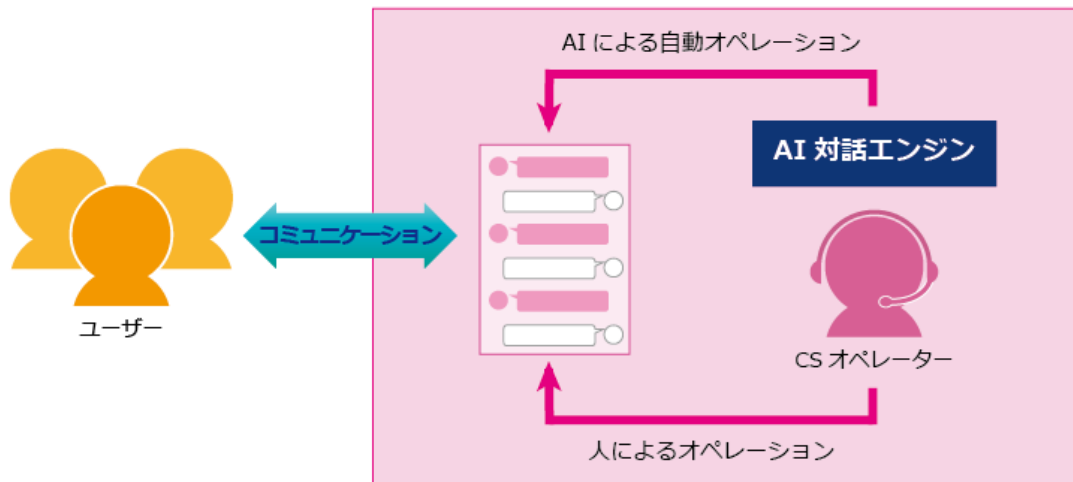 AI による自動オペレーション
AI 対話エンジン
コミュニケーション
ユーザー
CS オペレーター
人によるオペレーション